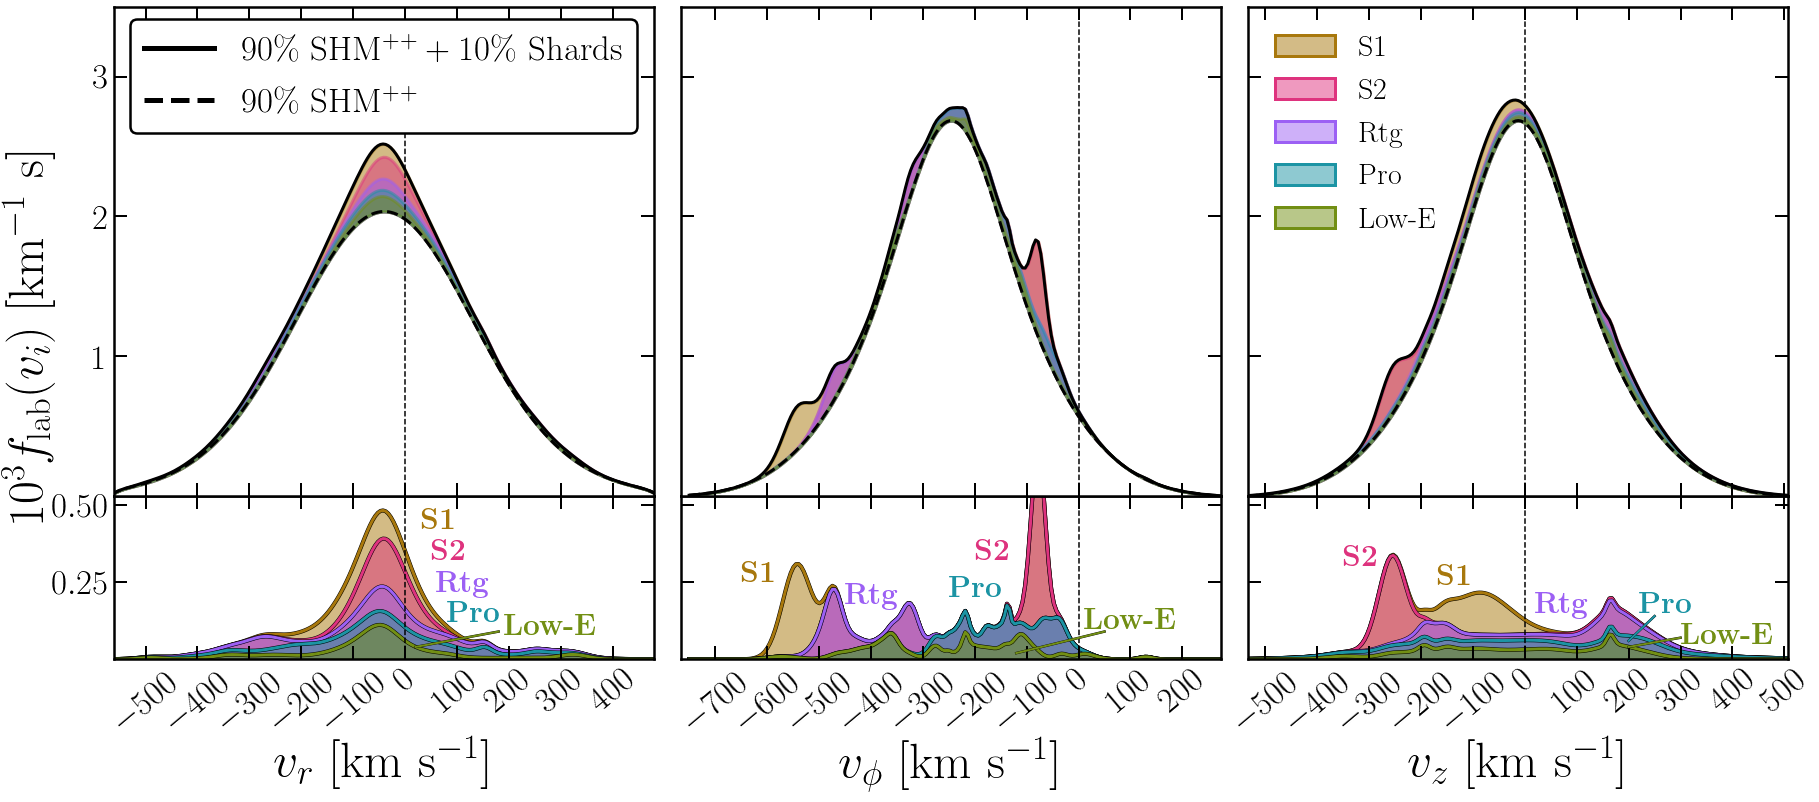 90% SHM⁺⁺ + 10% Shards
90% SHM⁺⁺
S1
S2
Rtg
Pro
Low-E
10³ f_lab(v_i) [km⁻¹ s]
3
2
1
0.50
0.25
S1
S2
Rtg
Pro
Low-E
S1
Rtg
S2
Pro
Low-E
S2
S1
Rtg
Pro
Low-E
−500 −400 −300 −200 −100 0 100 200 300 400
−700 −600 −500 −400 −300 −200 −100 0 100 200
−500 −400 −300 −200 −100 0 100 200 300 400 500
v_r [km s⁻¹]
v_ϕ [km s⁻¹]
v_z [km s⁻¹]